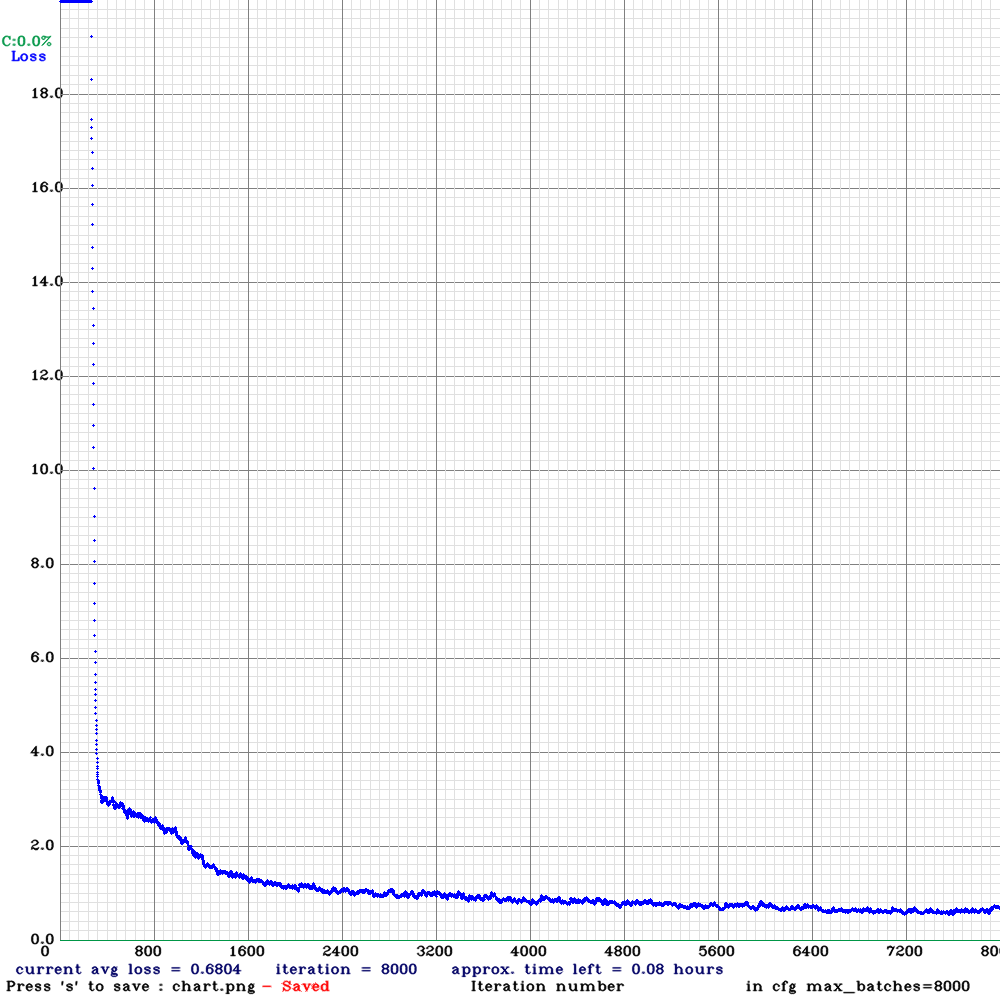 C:0.0%
Loss
18.0
16.0
14.0
12.0
10.0
8.0
6.0
4.0
2.0
0.0
0 800 1600 2400 3200 4000 4800 5600 6400 7200 80
current avg loss = 0.6804 iteration = 8000 approx. time left = 0.08 hours
Press 's' to save : chart.png - Saved Iteration number in cfg max_batches=8000